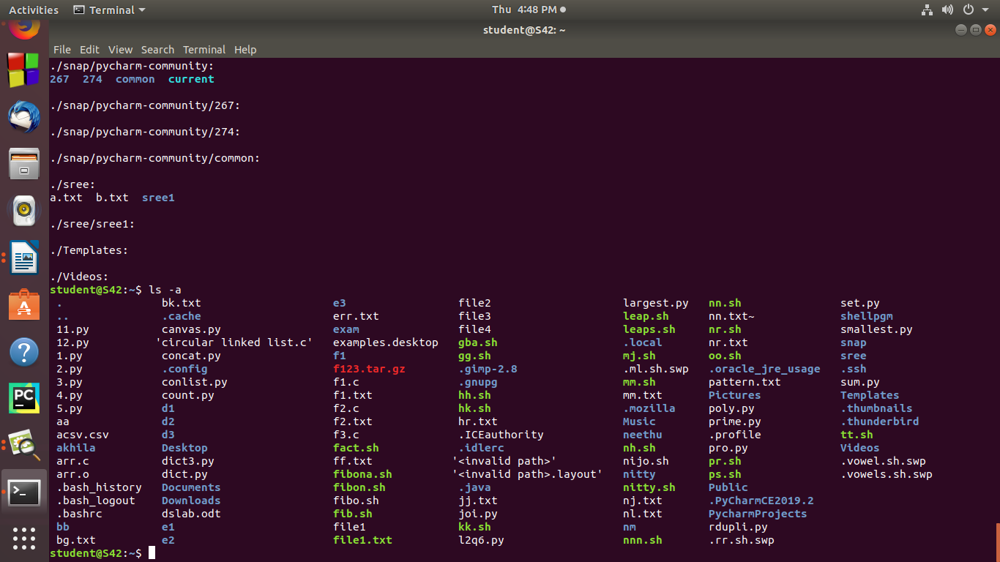 Activities Terminal Thu 4:48 PM
student@S42: ~
File Edit View Search Terminal Help
./snap/pycharm-community:
267 274 common current
./snap/pycharm-community/267:
./snap/pycharm-community/274:
./snap/pycharm-community/common:
./sree:
a.txt b.txt sree1
./sree/sree1:
./Templates:
./Videos:
student@S42:~$ ls -a
. bk.txt e3 file2 largest.py nn.sh set.py
.. .cache err.txt file3 leap.sh nn.txt~ shellpgm
11.py canvas.py exam file4 leaps.sh nr.sh smallest.py
12.py 'circular linked list.c' examples.desktop gba.sh .local nr.txt snap
1.py concat.py f1 gg.sh mj.sh oo.sh sree
2.py .config f123.tar.gz .gimp-2.8 .ml.sh.swp .oracle_jre_usage .ssh
3.py conlist.py f1.c .gnupg mm.sh pattern.txt sum.py
4.py count.py f1.txt hh.sh mm.txt Pictures Templates
5.py d1 f2.c hk.sh .mozilla poly.py .thumbnails
aa d2 f2.txt hr.txt Music prime.py .thunderbird
acsv.csv d3 f3.c .ICEauthority neethu .profile tt.sh
akhila Desktop fact.sh .idlerc nh.sh pro.py Videos
arr.c dict3.py ff.txt '<invalid path>' nijo.sh pr.sh .vowel.sh.swp
arr.o dict.py fibona.sh '<invalid path>.layout' nitty ps.sh .vowels.sh.swp
.bash_history Documents fibon.sh .java nitty.sh Public
.bash_logout Downloads fibo.sh jj.txt nj.txt .PyCharmCE2019.2
.bashrc dslab.odt fib.sh joi.py nl.txt PycharmProjects
bb e1 file1 kk.sh nm rdupli.py
bg.txt e2 file1.txt l2q6.py nnn.sh .rr.sh.swp
student@S42:~$
PC